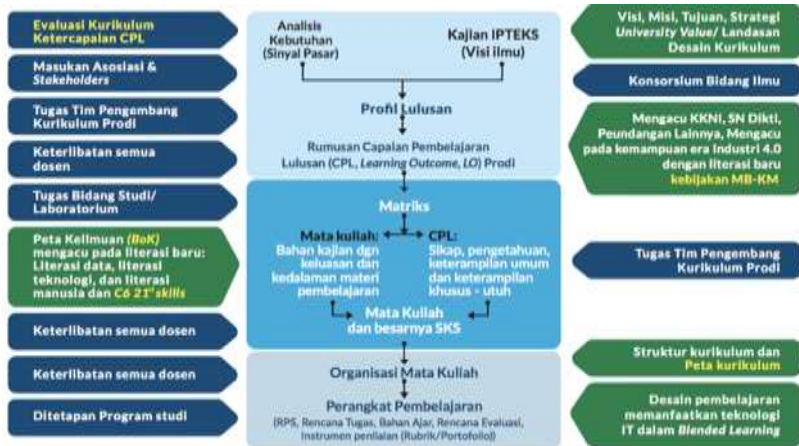 Evaluasi Kurikulum
Ketercapaian CPL
Masukan Asosiasi &
Stakeholders
Tugas Tim Pengembang
Kurikulum Prodi
Keterlibatan semua
dosen
Tugas Bidang Studi/
Laboratorium
Peta Keilmuan (BoK)
mengacu pada literasi baru:
Literasi data, literasi
teknologi, dan literasi
manusia dan C6 21st skills
Keterlibatan semua dosen
Keterlibatan semua dosen
Ditetapan Program studi
Analisis
Kebutuhan
(Sinyal Pasar)
Kajian IPTEKS
(Visi ilmu)
Profil Lulusan
Rumusan Capaian Pembelajaran
Lulusan (CPL, Learning Outcome, LO) Prodi
Matriks
Mata kuliah:
Bahan kajian dgn
keluasan dan
kedalaman materi
pembelajaran
CPL:
Sikap, pengetahuan,
keterampilan umum
dan keterampilan
khusus - utuh
Mata Kuliah
dan besarnya SKS
Organisasi Mata Kuliah
Perangkat Pembelajaran
(RPS, Rencana Tugas, Bahan Ajar, Rencana Evaluasi,
Instrumen penilaian (Rubrik/Portofolio))
Visi, Misi, Tujuan, Strategi
University Value/ Landasan
Desain Kurikulum
Konsorsium Bidang Ilmu
Mengacu KKNI, SN Dikti,
Peundangan Lainnya, Mengacu
pada kemampuan era Industri 4.0
dengan literasi baru
kebijakan MB-KM
Tugas Tim Pengembang
Kurikulum Prodi
Struktur kurikulum dan
Peta kurikulum
Desain pembelajaran
memanfaatkan teknologi
IT dalam Blended Learning